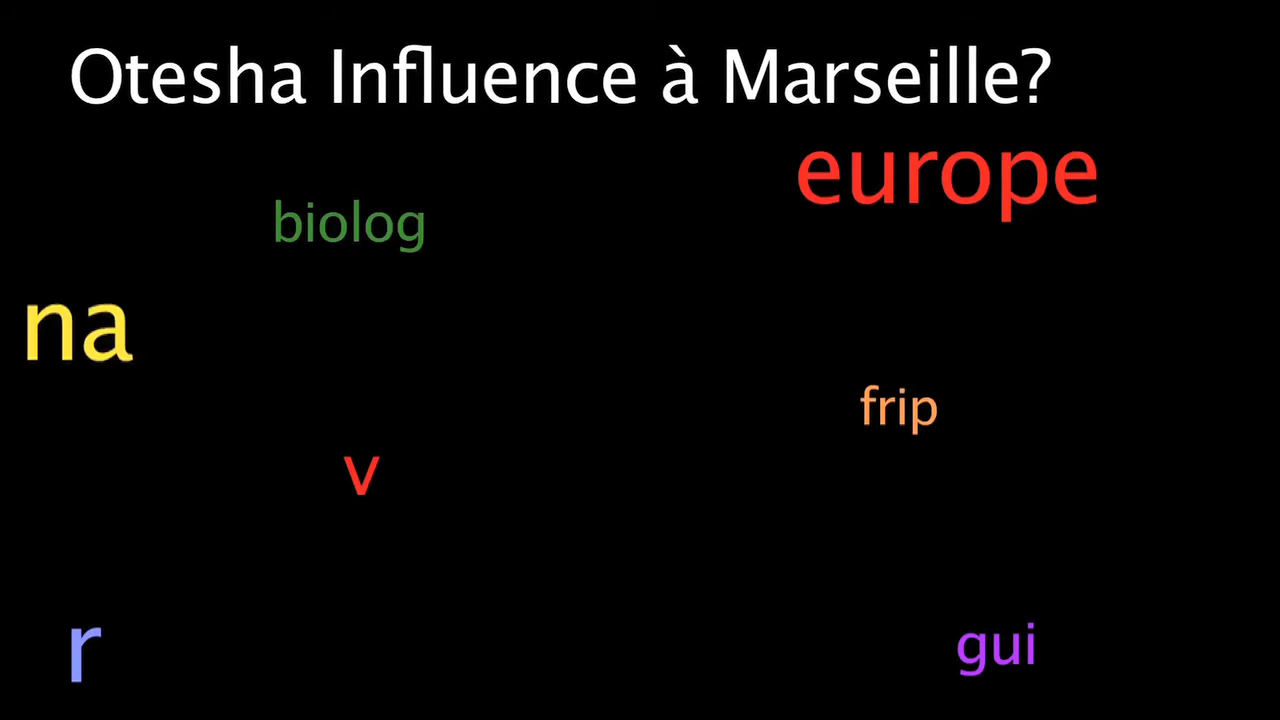 Otesha Influence à Marseille?
europe
biolog
na
frip
v
r
gui